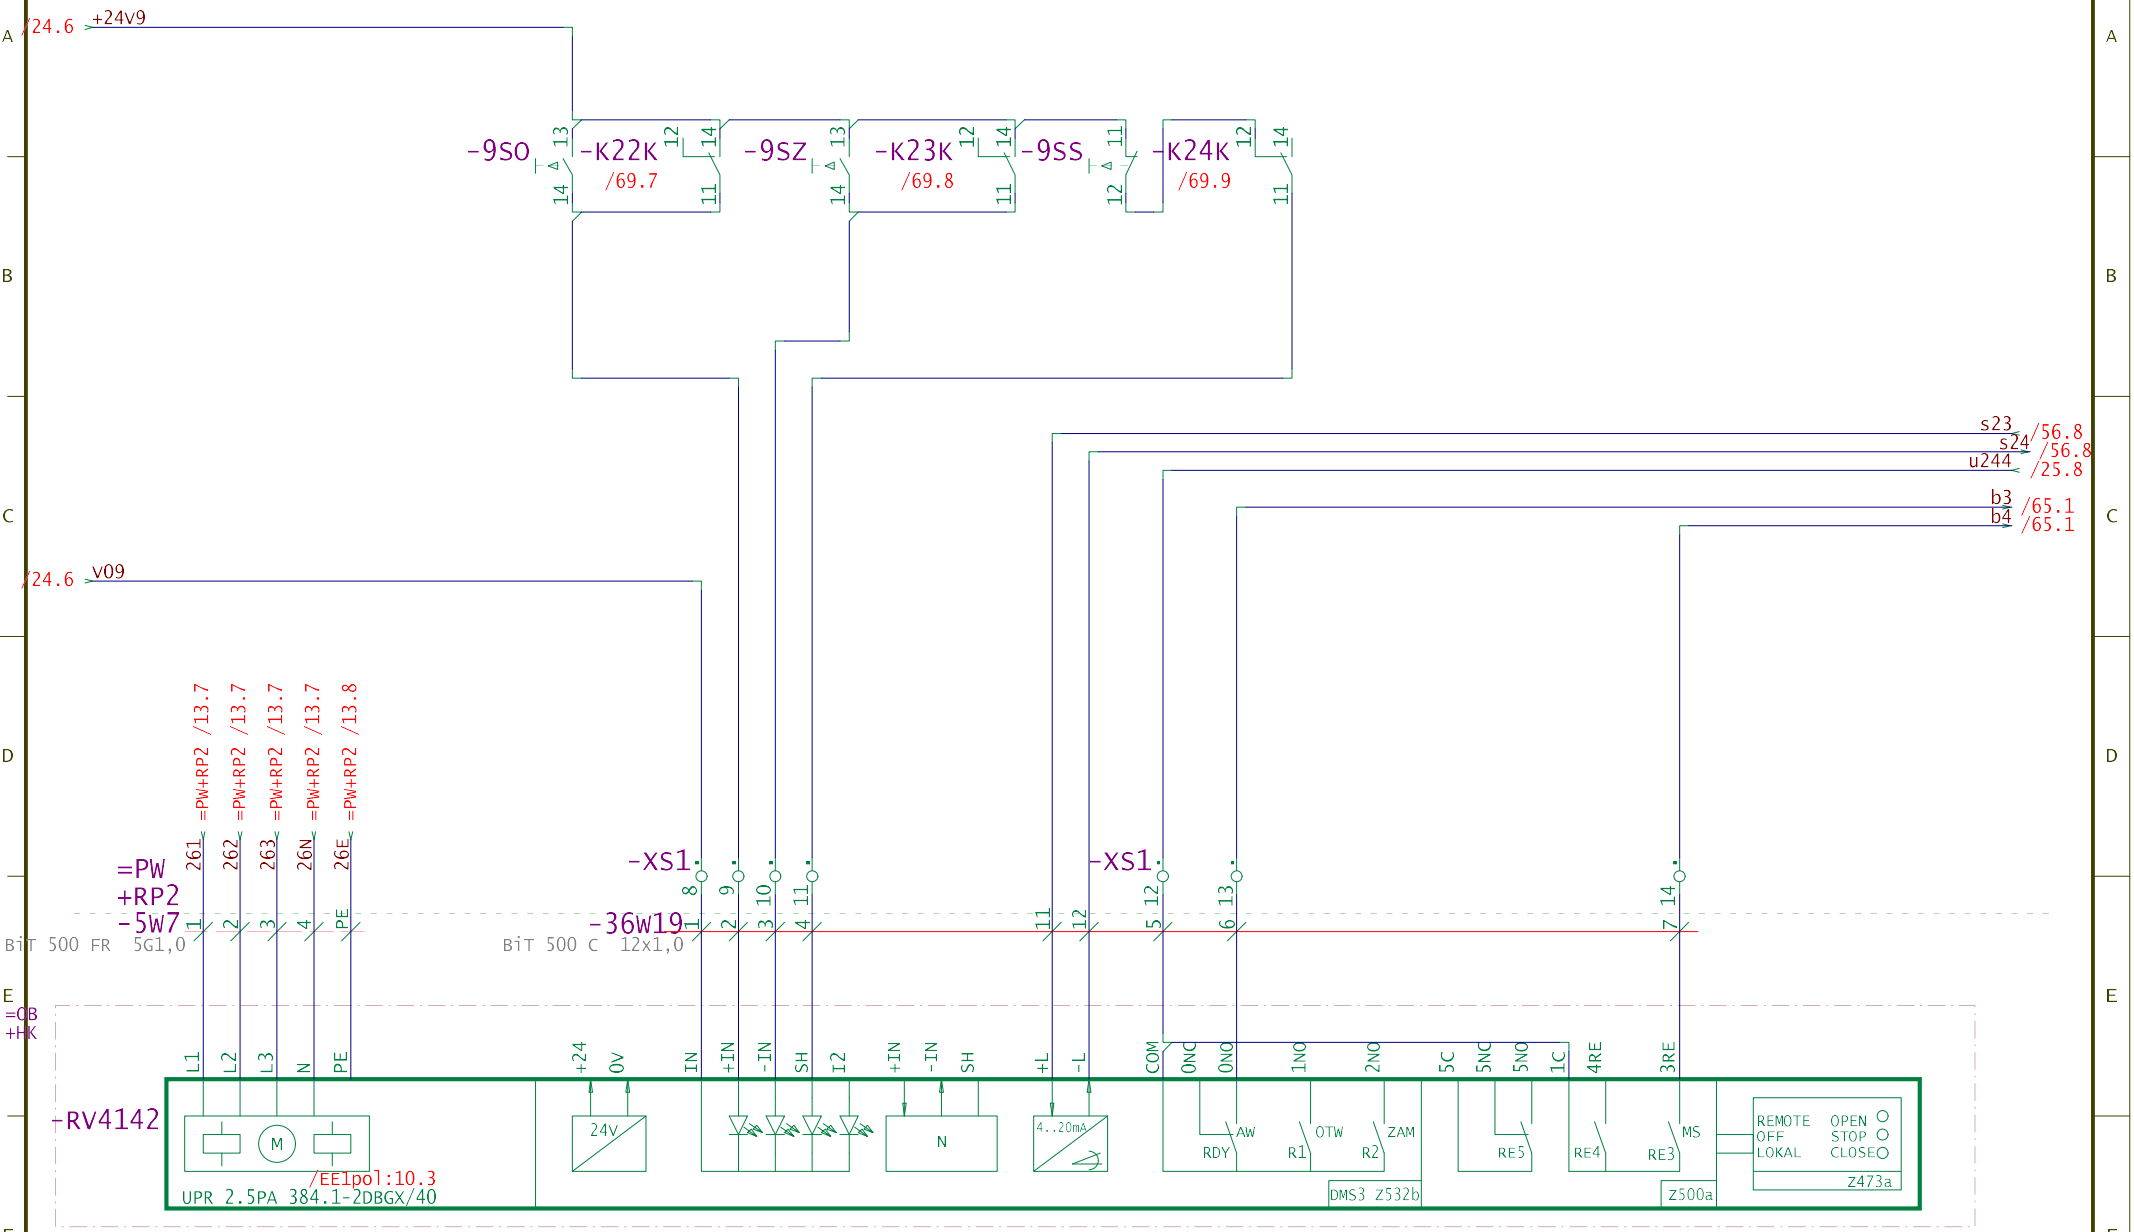 A
/24.6
+24V9
A
13
12
14
13
12
14
11
12
14
-9SO
-K22K
-9SZ
-K23K
-9SS
-K24K
/69.7
/69.8
/69.9
14
11
14
11
12
11
B
B
s23
/56.8
s24
/56.8
u244
/25.8
b3
/65.1
b4
/65.1
C
C
/24.6
V09
=PW+RP2 /13.7
=PW+RP2 /13.7
=PW+RP2 /13.7
=PW+RP2 /13.7
=PW+RP2 /13.8
D
D
261
262
263
26N
26E
=PW
+RP2
-5W7
1
2
3
4
PE
BiT 500 FR 5G1,0
-XS1
8
9
10
11
-XS1
12
13
14
-36W19
1
2
3
4
11
12
5
6
7
BiT 500 C 12x1,0
E
E
=OB
+HK
L1
L2
L3
N
PE
+24
0V
IN
+IN
-IN
SH
I2
+IN
-IN
SH
+L
-L
COM
0NC
0NO
1NO
2NO
5C
5NC
5NO
1C
4RE
3RE
-RV4142
M
24V
N
4..20mA
AW
RDY
OTW
R1
ZAM
R2
RE5
RE4
MS
RE3
REMOTE OPEN
OFF STOP
LOKAL CLOSE
Z473a
/EE1pol:10.3
UPR 2.5PA 384.1-2DBGX/40
DMS3 Z532b
Z500a